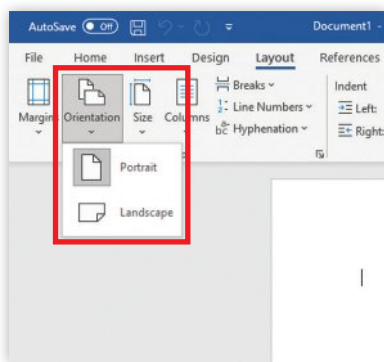 AutoSave Off Document1 -
File Home Insert Design Layout References
Margins Orientation Size Columns
Breaks
Line Numbers
Hyphenation
Indent
Left:
Right:
Portrait
Landscape